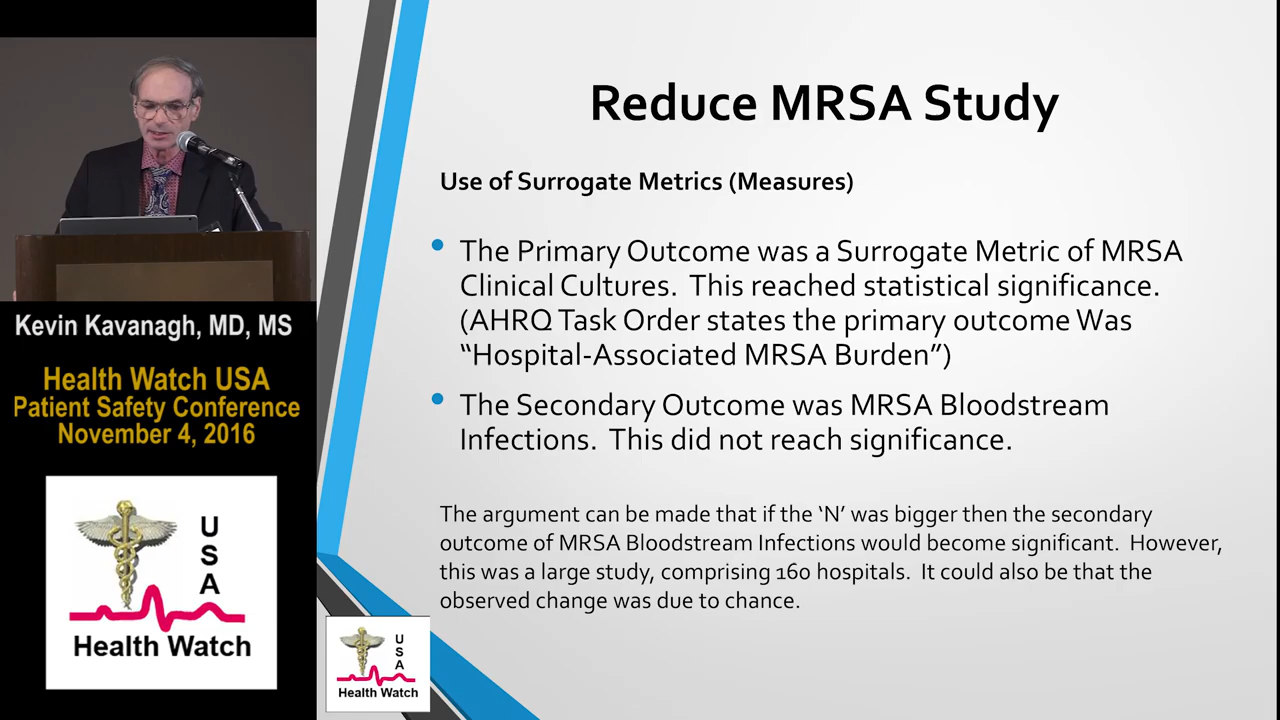 Reduce MRSA Study
Use of Surrogate Metrics (Measures)
• The Primary Outcome was a Surrogate Metric of MRSA
Clinical Cultures. This reached statistical significance.
(AHRQ Task Order states the primary outcome Was
“Hospital-Associated MRSA Burden”)
• The Secondary Outcome was MRSA Bloodstream
Infections. This did not reach significance.
The argument can be made that if the ‘N’ was bigger then the secondary
outcome of MRSA Bloodstream Infections would become significant. However,
this was a large study, comprising 160 hospitals. It could also be that the
observed change was due to chance.
Kevin Kavanagh, MD, MS
Health Watch USA
Patient Safety Conference
November 4, 2016
U
S
A
Health Watch
U
S
A
Health Watch